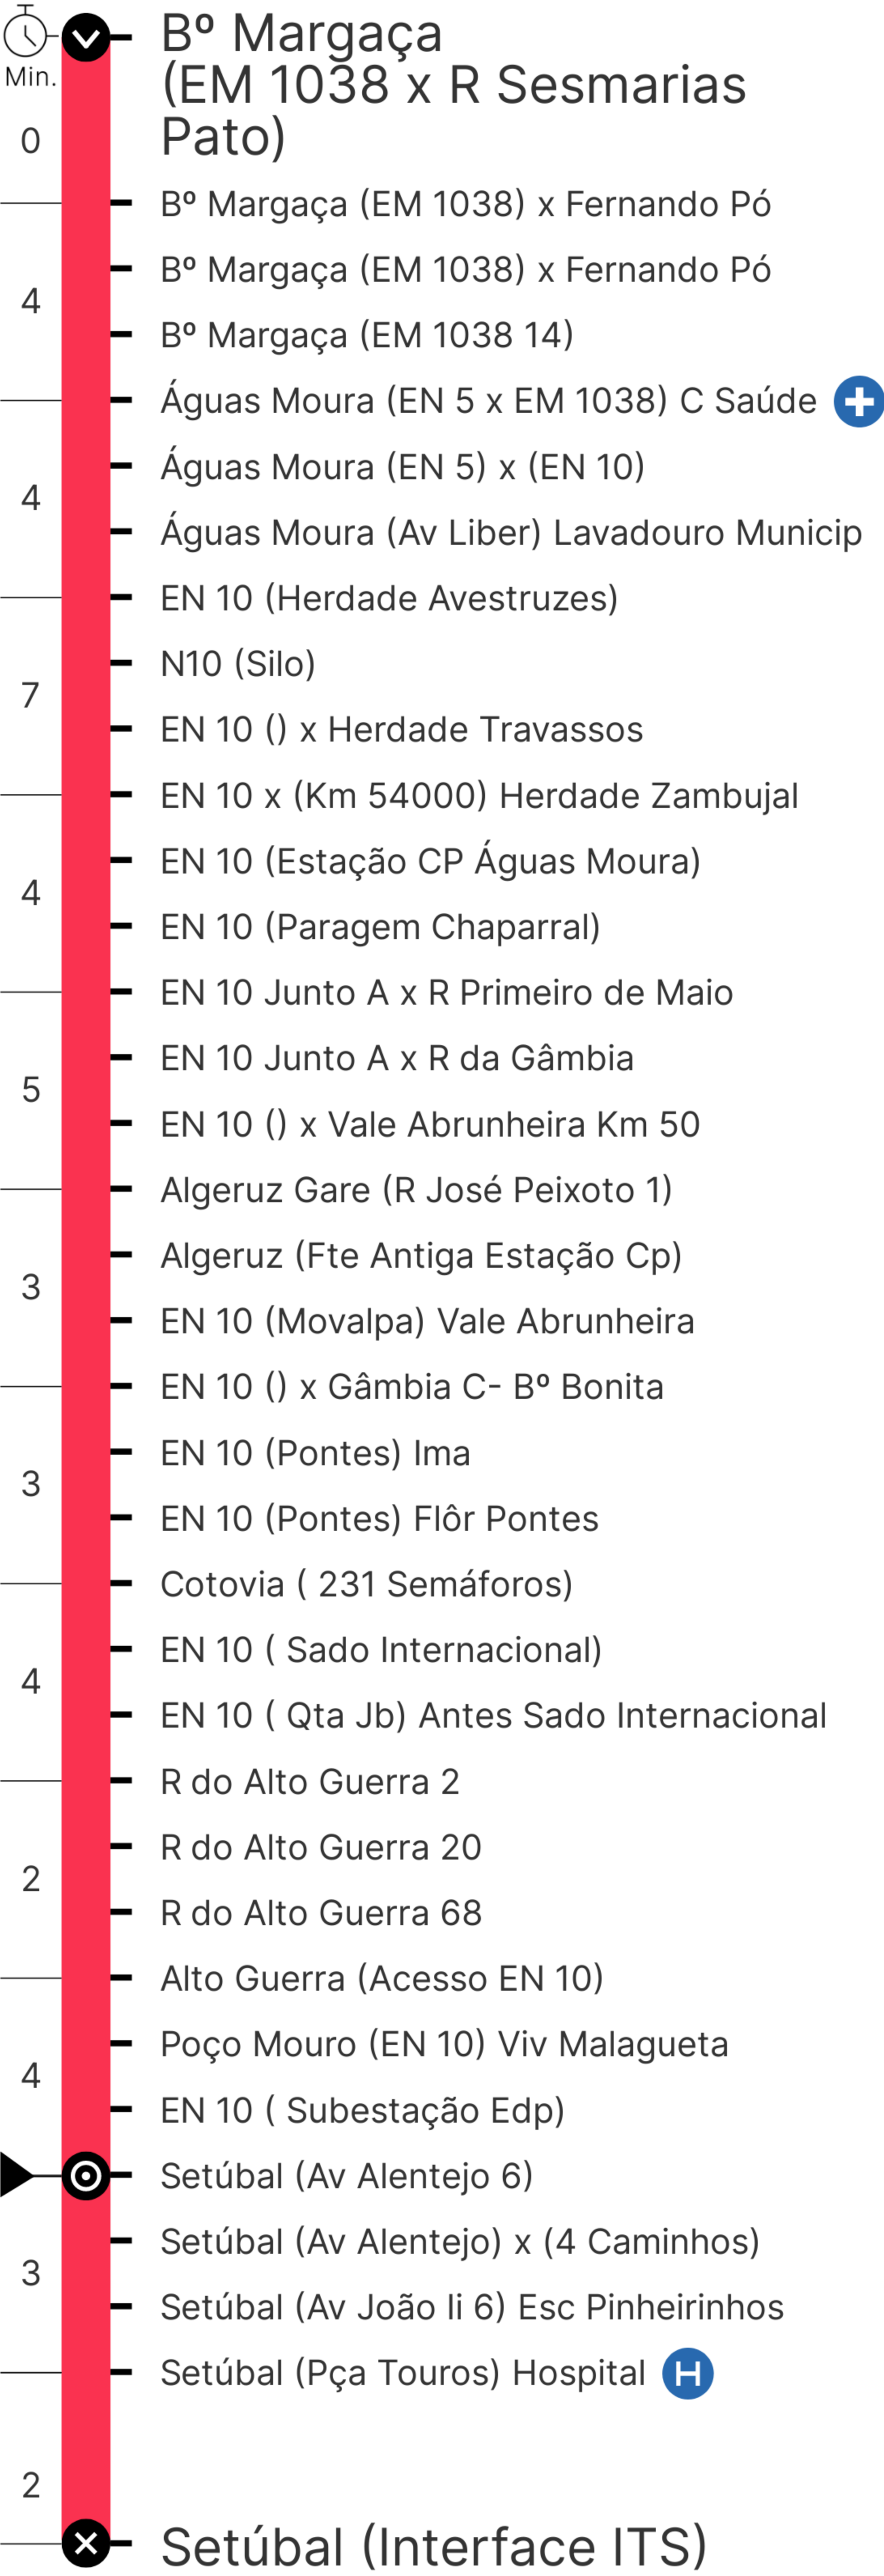 Bº Margaça
(EM 1038 x R Sesmarias
Pato)
Min.
0
Bº Margaça (EM 1038) x Fernando Pó
Bº Margaça (EM 1038) x Fernando Pó
4
Bº Margaça (EM 1038 14)
Águas Moura (EN 5 x EM 1038) C Saúde
Águas Moura (EN 5) x (EN 10)
4
Águas Moura (Av Liber) Lavadouro Municip
EN 10 (Herdade Avestruzes)
N10 (Silo)
7
EN 10 () x Herdade Travassos
EN 10 x (Km 54000) Herdade Zambujal
EN 10 (Estação CP Águas Moura)
4
EN 10 (Paragem Chaparral)
EN 10 Junto A x R Primeiro de Maio
EN 10 Junto A x R da Gâmbia
5
EN 10 () x Vale Abrunheira Km 50
Algeruz Gare (R José Peixoto 1)
Algeruz (Fte Antiga Estação Cp)
3
EN 10 (Movalpa) Vale Abrunheira
EN 10 () x Gâmbia C- Bº Bonita
EN 10 (Pontes) Ima
3
EN 10 (Pontes) Flôr Pontes
Cotovia ( 231 Semáforos)
EN 10 ( Sado Internacional)
4
EN 10 ( Qta Jb) Antes Sado Internacional
R do Alto Guerra 2
R do Alto Guerra 20
2
R do Alto Guerra 68
Alto Guerra (Acesso EN 10)
Poço Mouro (EN 10) Viv Malagueta
4
EN 10 ( Subestação Edp)
Setúbal (Av Alentejo 6)
Setúbal (Av Alentejo) x (4 Caminhos)
3
Setúbal (Av João Ii 6) Esc Pinheirinhos
Setúbal (Pça Touros) Hospital H
2
Setúbal (Interface ITS)